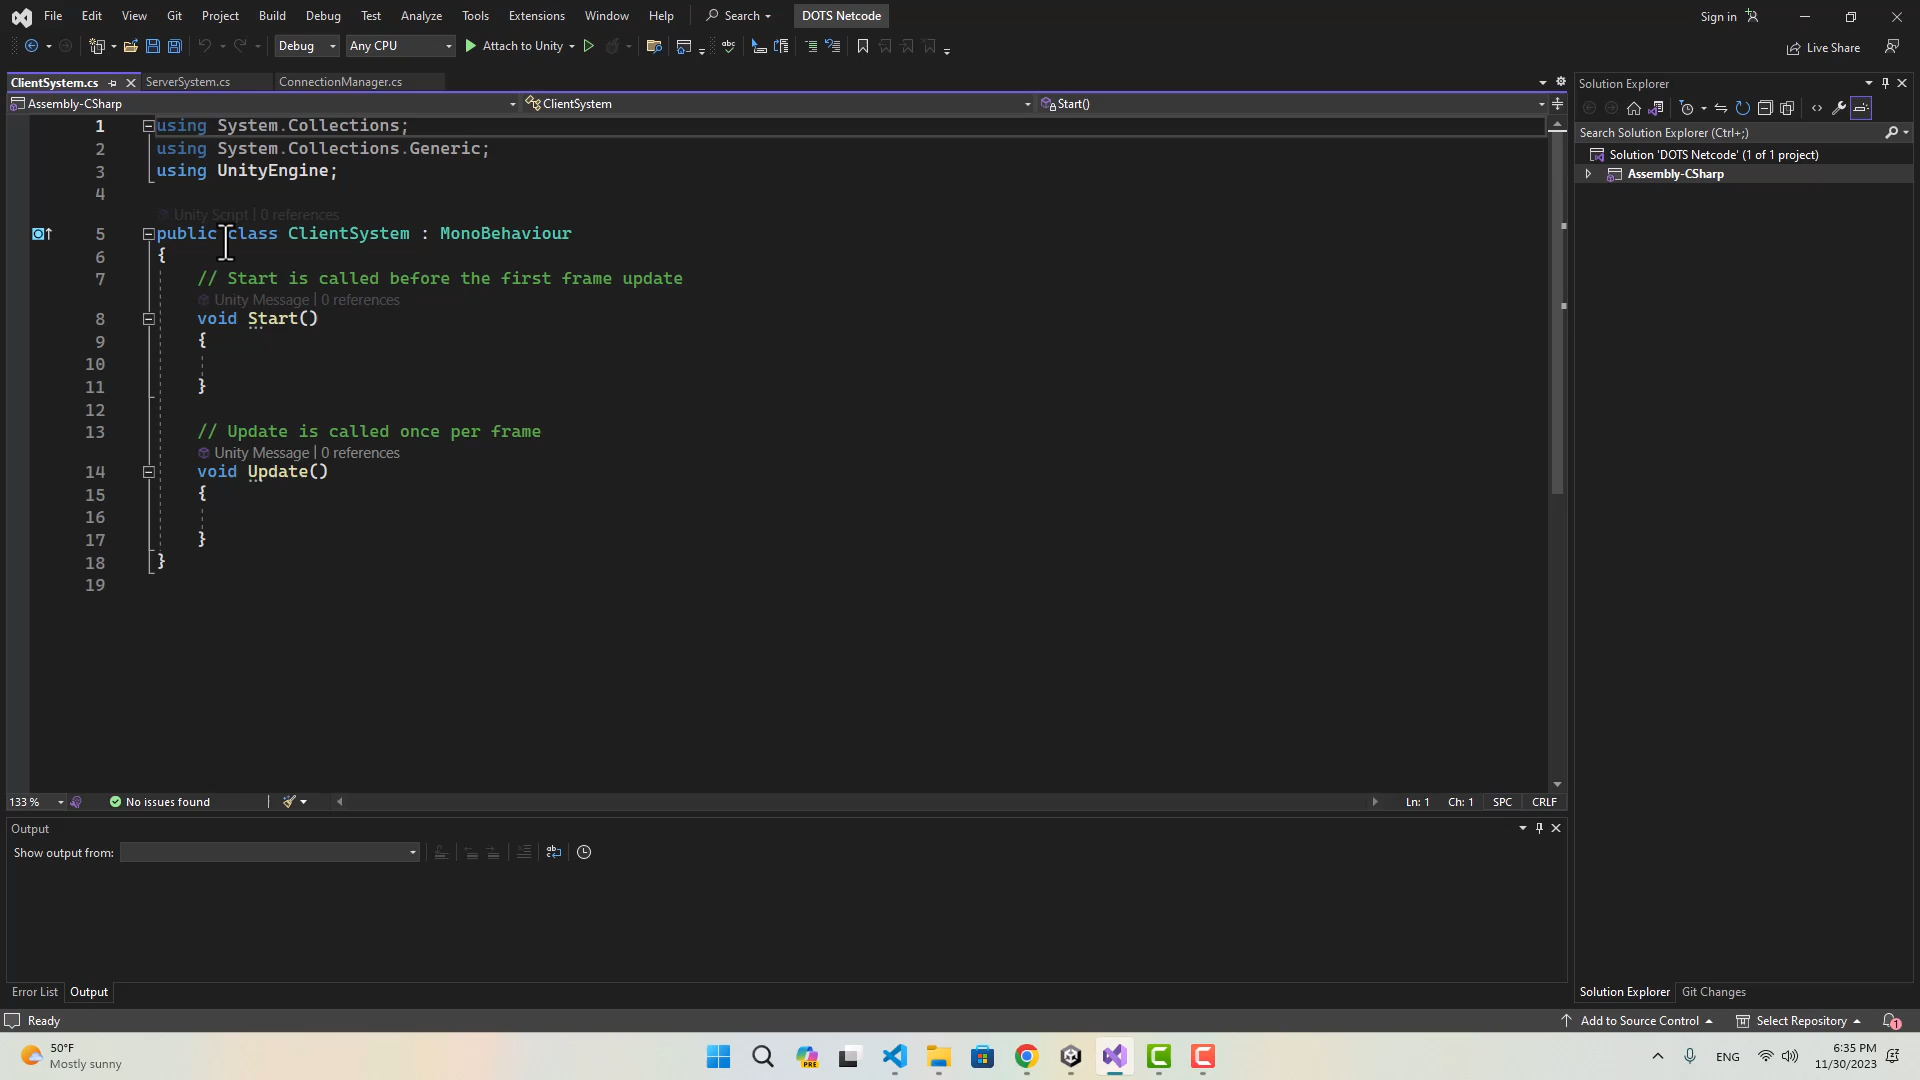 File Edit View Git Project Build Debug Test Analyze Tools Extensions Window Help Search DOTS Netcode Sign in
Debug Any CPU Attach to Unity Live Share
ClientSystem.cs ServerSystem.cs ConnectionManager.cs
Assembly-CSharp ClientSystem Start()
1 using System.Collections;
2 using System.Collections.Generic;
3 using UnityEngine;
4
Unity Script | 0 references
5 public class ClientSystem : MonoBehaviour
6 {
7 // Start is called before the first frame update
Unity Message | 0 references
8 void Start()
9 {
10
11 }
12
13 // Update is called once per frame
Unity Message | 0 references
14 void Update()
15 {
16
17 }
18 }
19
133 % No issues found Ln: 1 Ch: 1 SPC CRLF
Output
Show output from:
Error List Output
Solution Explorer
Search Solution Explorer (Ctrl+;)
Solution 'DOTS Netcode' (1 of 1 project)
Assembly-CSharp
Solution Explorer Git Changes
Ready Add to Source Control Select Repository 1
50°F
Mostly sunny
PRE
ENG
6:35 PM
11/30/2023